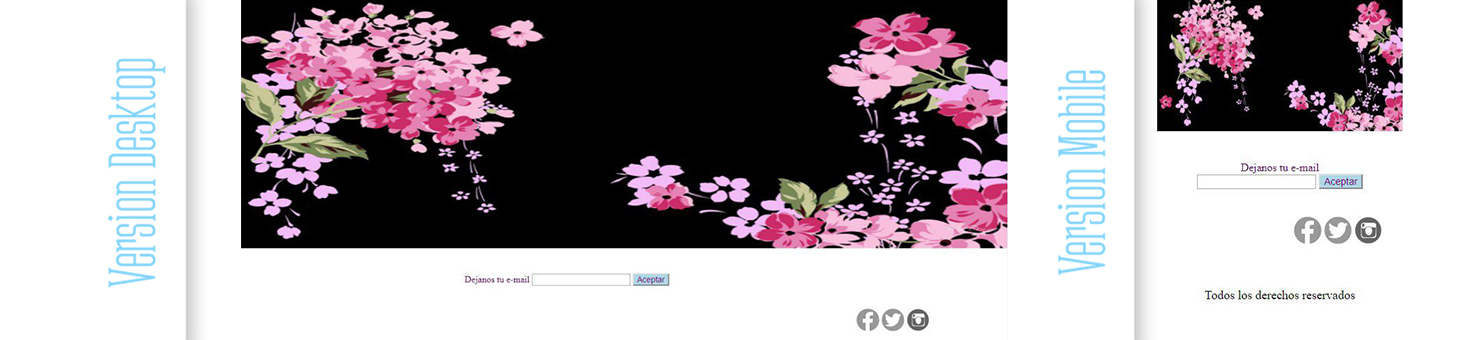 Version Desktop
Dejanos tu e-mail Aceptar
Version Mobile
Dejanos tu e-mail
Aceptar
Todos los derechos reservados